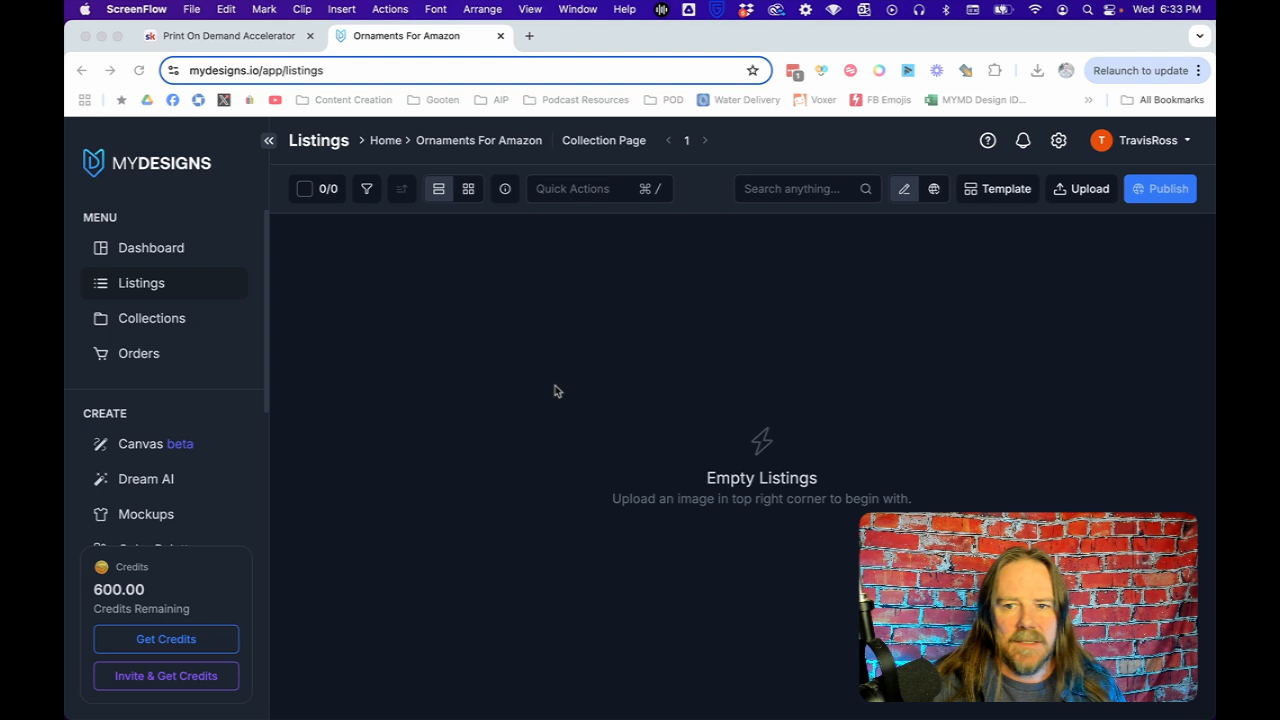 ScreenFlow File Edit Mark Clip Insert Actions Font Arrange View Window Help Wed 6:33 PM
Print On Demand Accelerator Ornaments For Amazon
mydesigns.io/app/listings 1 Relaunch to update
Content Creation Gooten AIP Podcast Resources POD Water Delivery Voxer FB Emojis MYMD Design ID... All Bookmarks
MYDESIGNS
Listings Home Ornaments For Amazon Collection Page 1 T TravisRoss
0/0 Quick Actions ⌘ / Search anything... Template Upload Publish
MENU
Dashboard
Listings
Collections
Orders
CREATE
Canvas beta
Dream AI
Mockups
Credits
600.00
Credits Remaining
Get Credits
Invite & Get Credits
Empty Listings
Upload an image in top right corner to begin with.